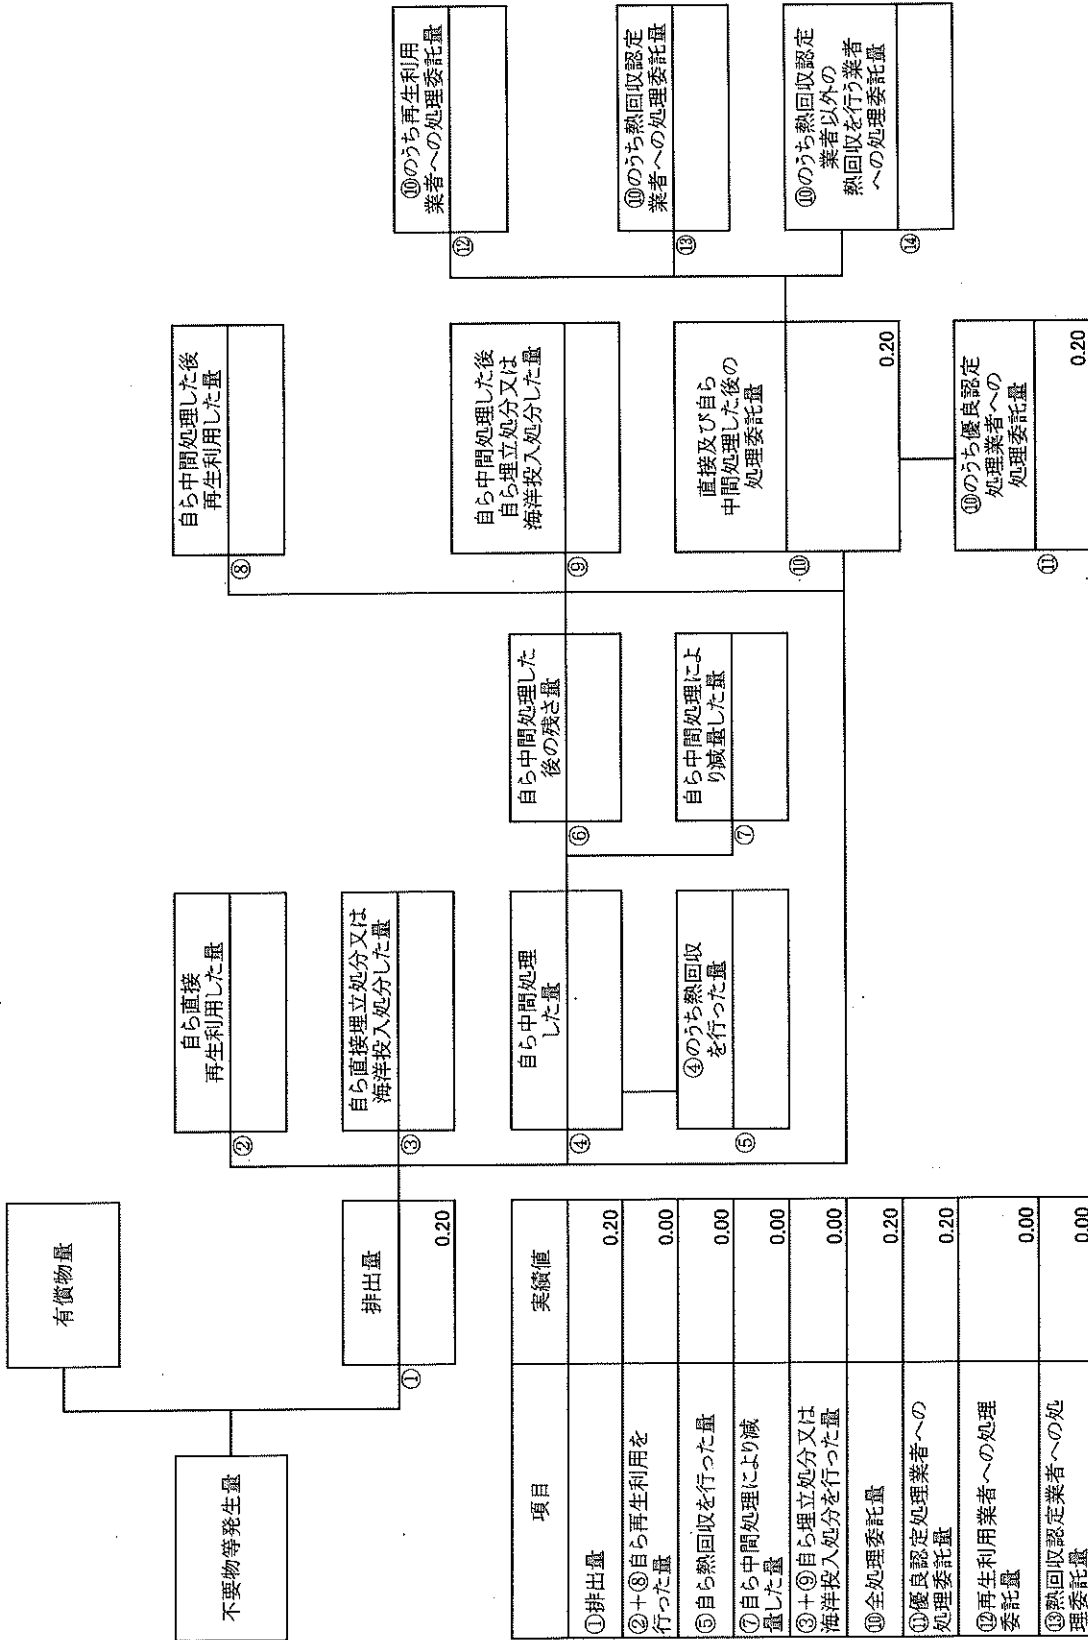 不要物等発生量
有償物量
排出量
①
0.20
自ら直接
再生利用した量
②
自ら直接埋立処分又は
海洋投入処分した量
③
自ら中間処理
した量
④
④のうち熱回収
を行った量
⑤
自ら中間処理した
後の残さ量
⑥
自ら中間処理によ
り減量した量
⑦
自ら中間処理した後
再生利用した量
⑧
自ら中間処理した後
自ら埋立処分又は
海洋投入処分した量
⑨
直接及び自ら
中間処理した後の
処理委託量
⑩
0.20
⑩のうち優良認定
処理業者への
処理委託量
⑪
0.20
⑩のうち再生利用
業者への処理委託量
⑫
⑩のうち熱回収認定
業者への処理委託量
⑬
⑩のうち熱回収認定
業者以外の
熱回収を行う業者
への処理委託量
⑭
項目 実績値
①排出量 0.20
②+⑧自ら再生利用を
行った量 0.00
⑤自ら熱回収を行った量 0.00
⑦自ら中間処理により減
量した量 0.00
③+⑨自ら埋立処分又は
海洋投入処分を行った量 0.00
⑩全処理委託量 0.20
⑪優良認定処理業者への
処理委託量 0.20
⑫再生利用業者への処理
委託量 0.00
⑬熱回収認定業者への処
理委託量 0.00